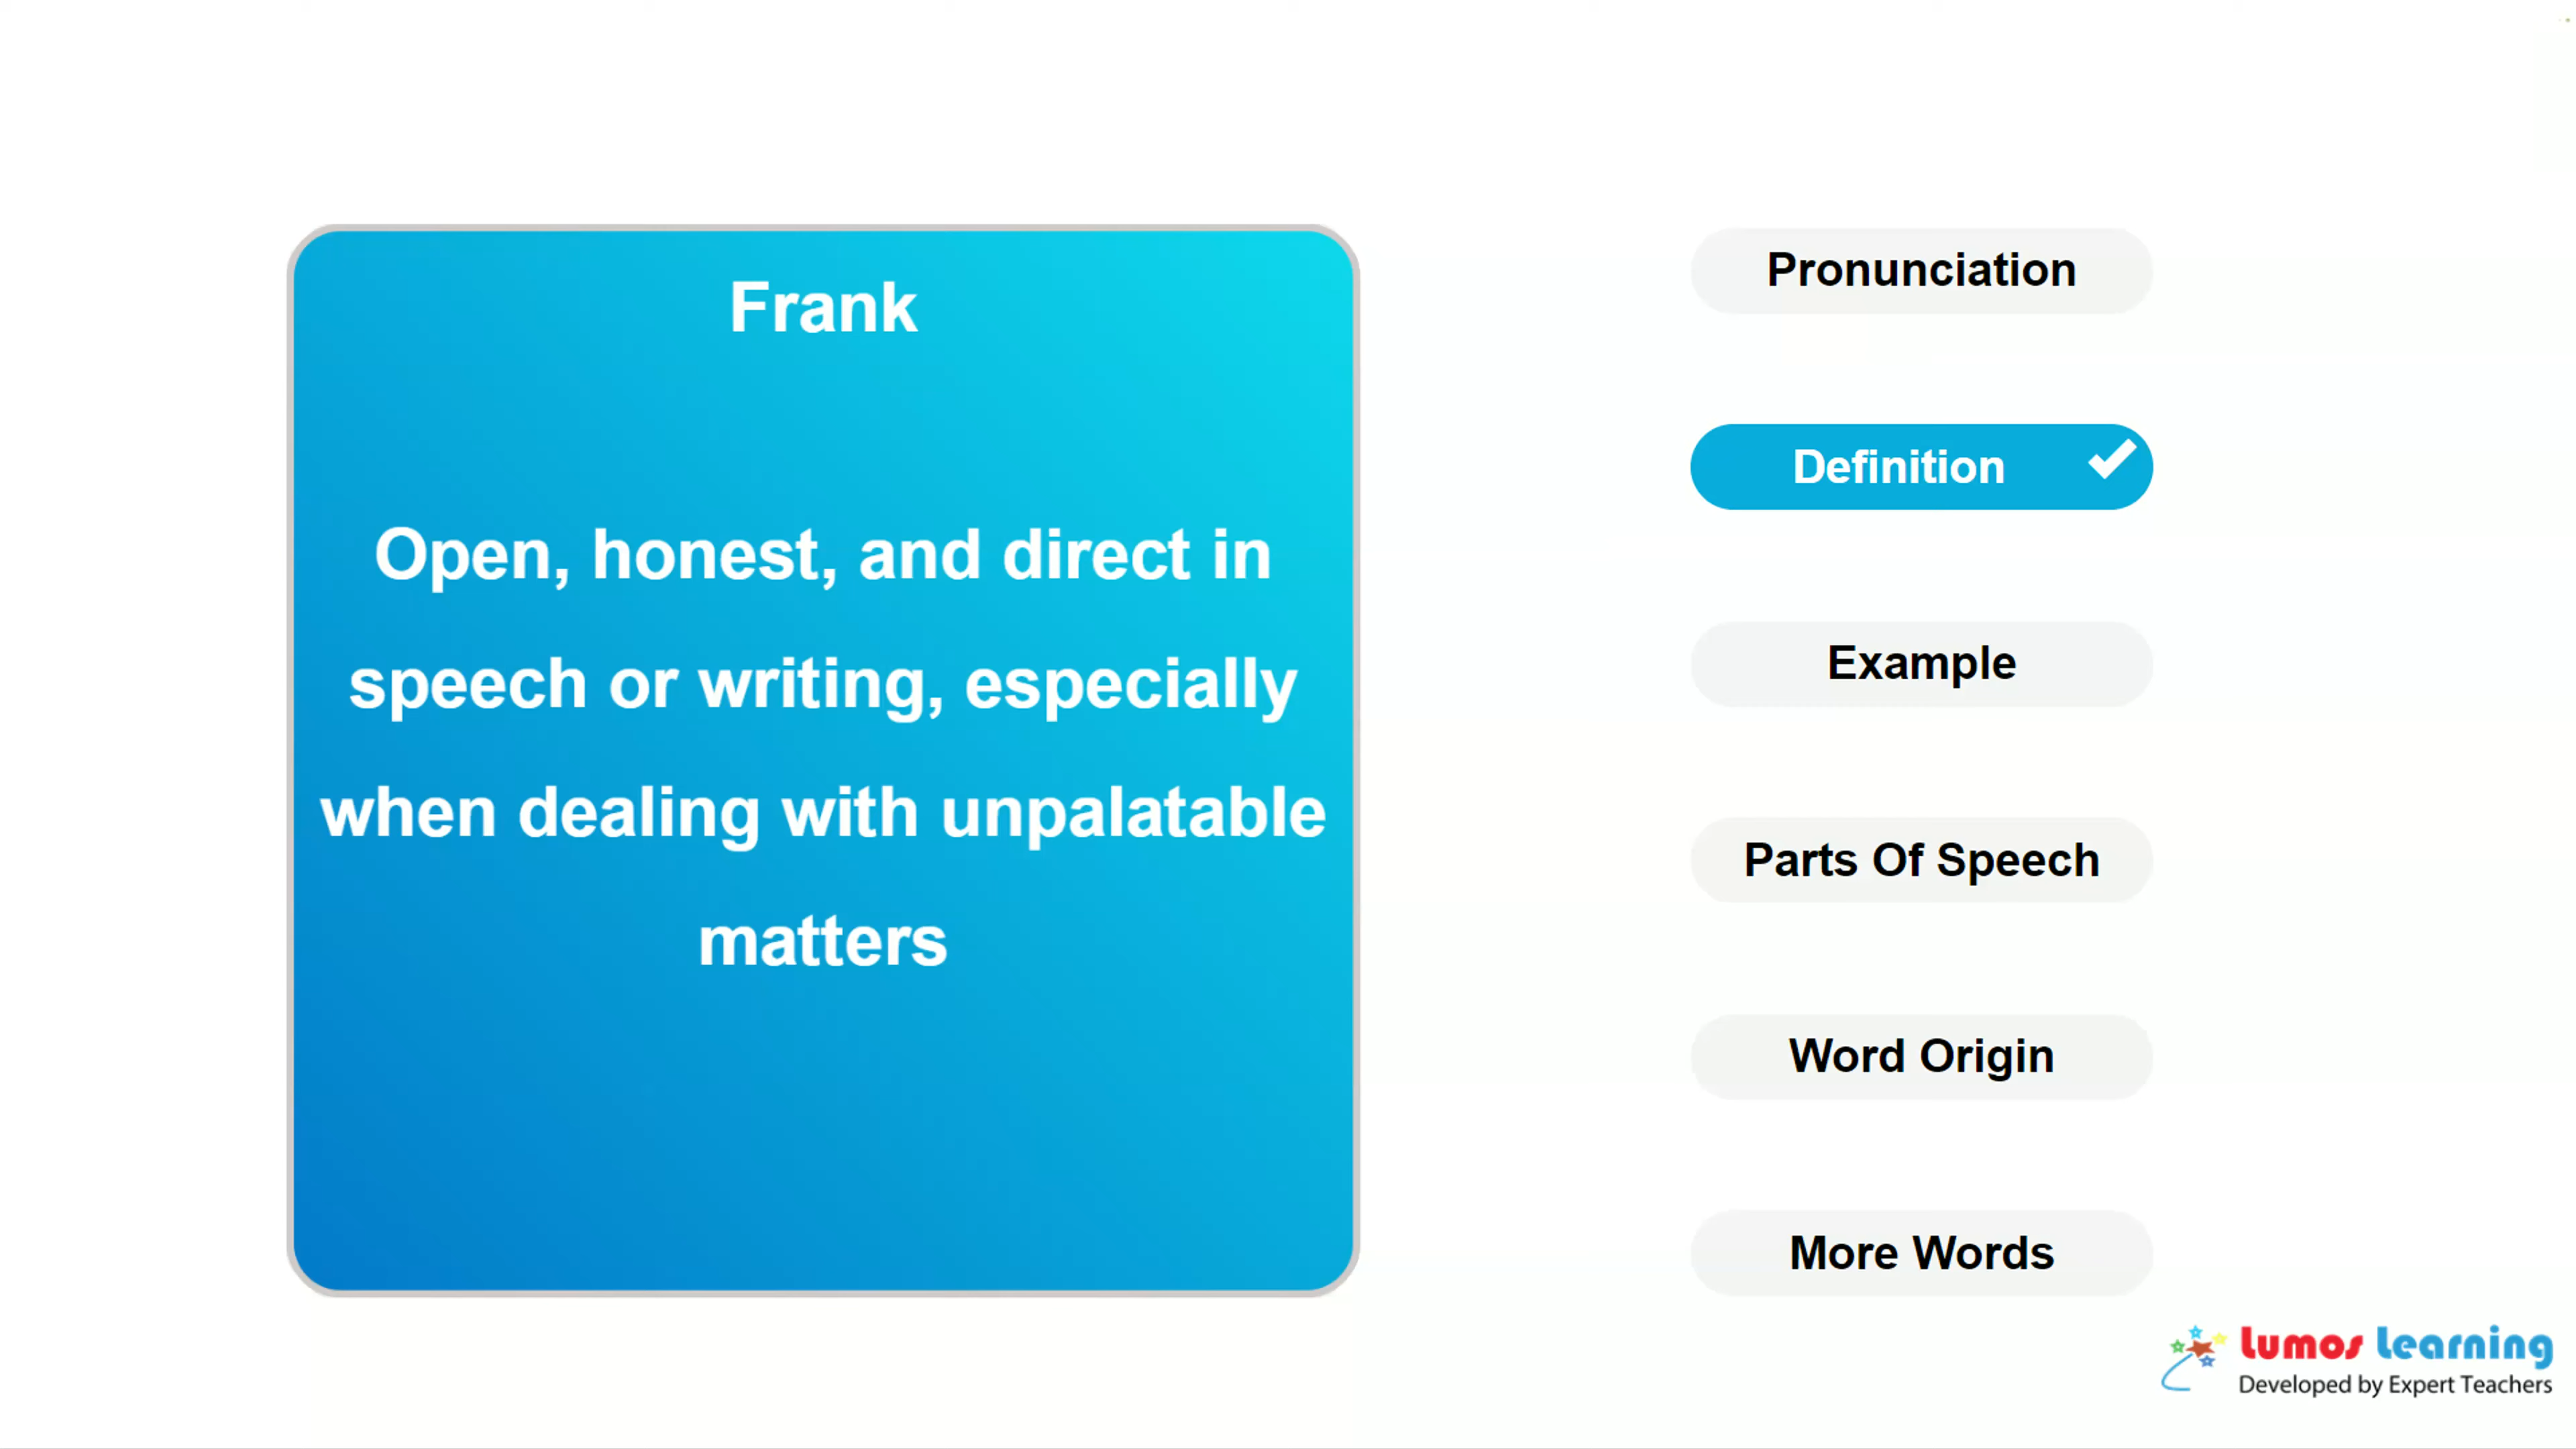 Frank
Open, honest, and direct in
speech or writing, especially
when dealing with unpalatable
matters
Pronunciation
Definition
Example
Parts Of Speech
Word Origin
More Words
Lumos Learning
Developed by Expert Teachers